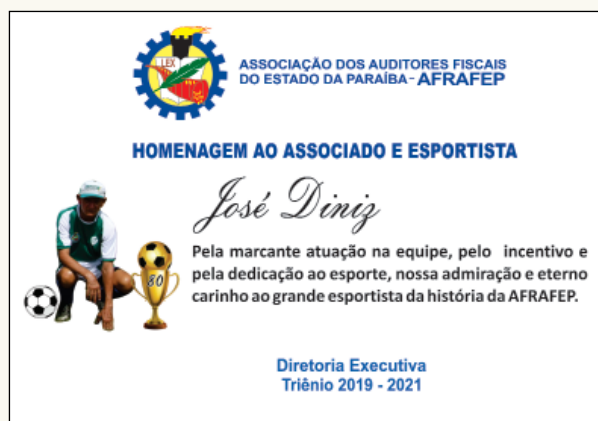 LEX
ASSOCIAÇÃO DOS AUDITORES FISCAIS
DO ESTADO DA PARAÍBA - AFRAFEP
HOMENAGEM AO ASSOCIADO E ESPORTISTA
José Diniz
Pela marcante atuação na equipe, pelo incentivo e
pela dedicação ao esporte, nossa admiração e eterno
carinho ao grande esportista da história da AFRAFEP.
80
Diretoria Executiva
Triênio 2019 - 2021